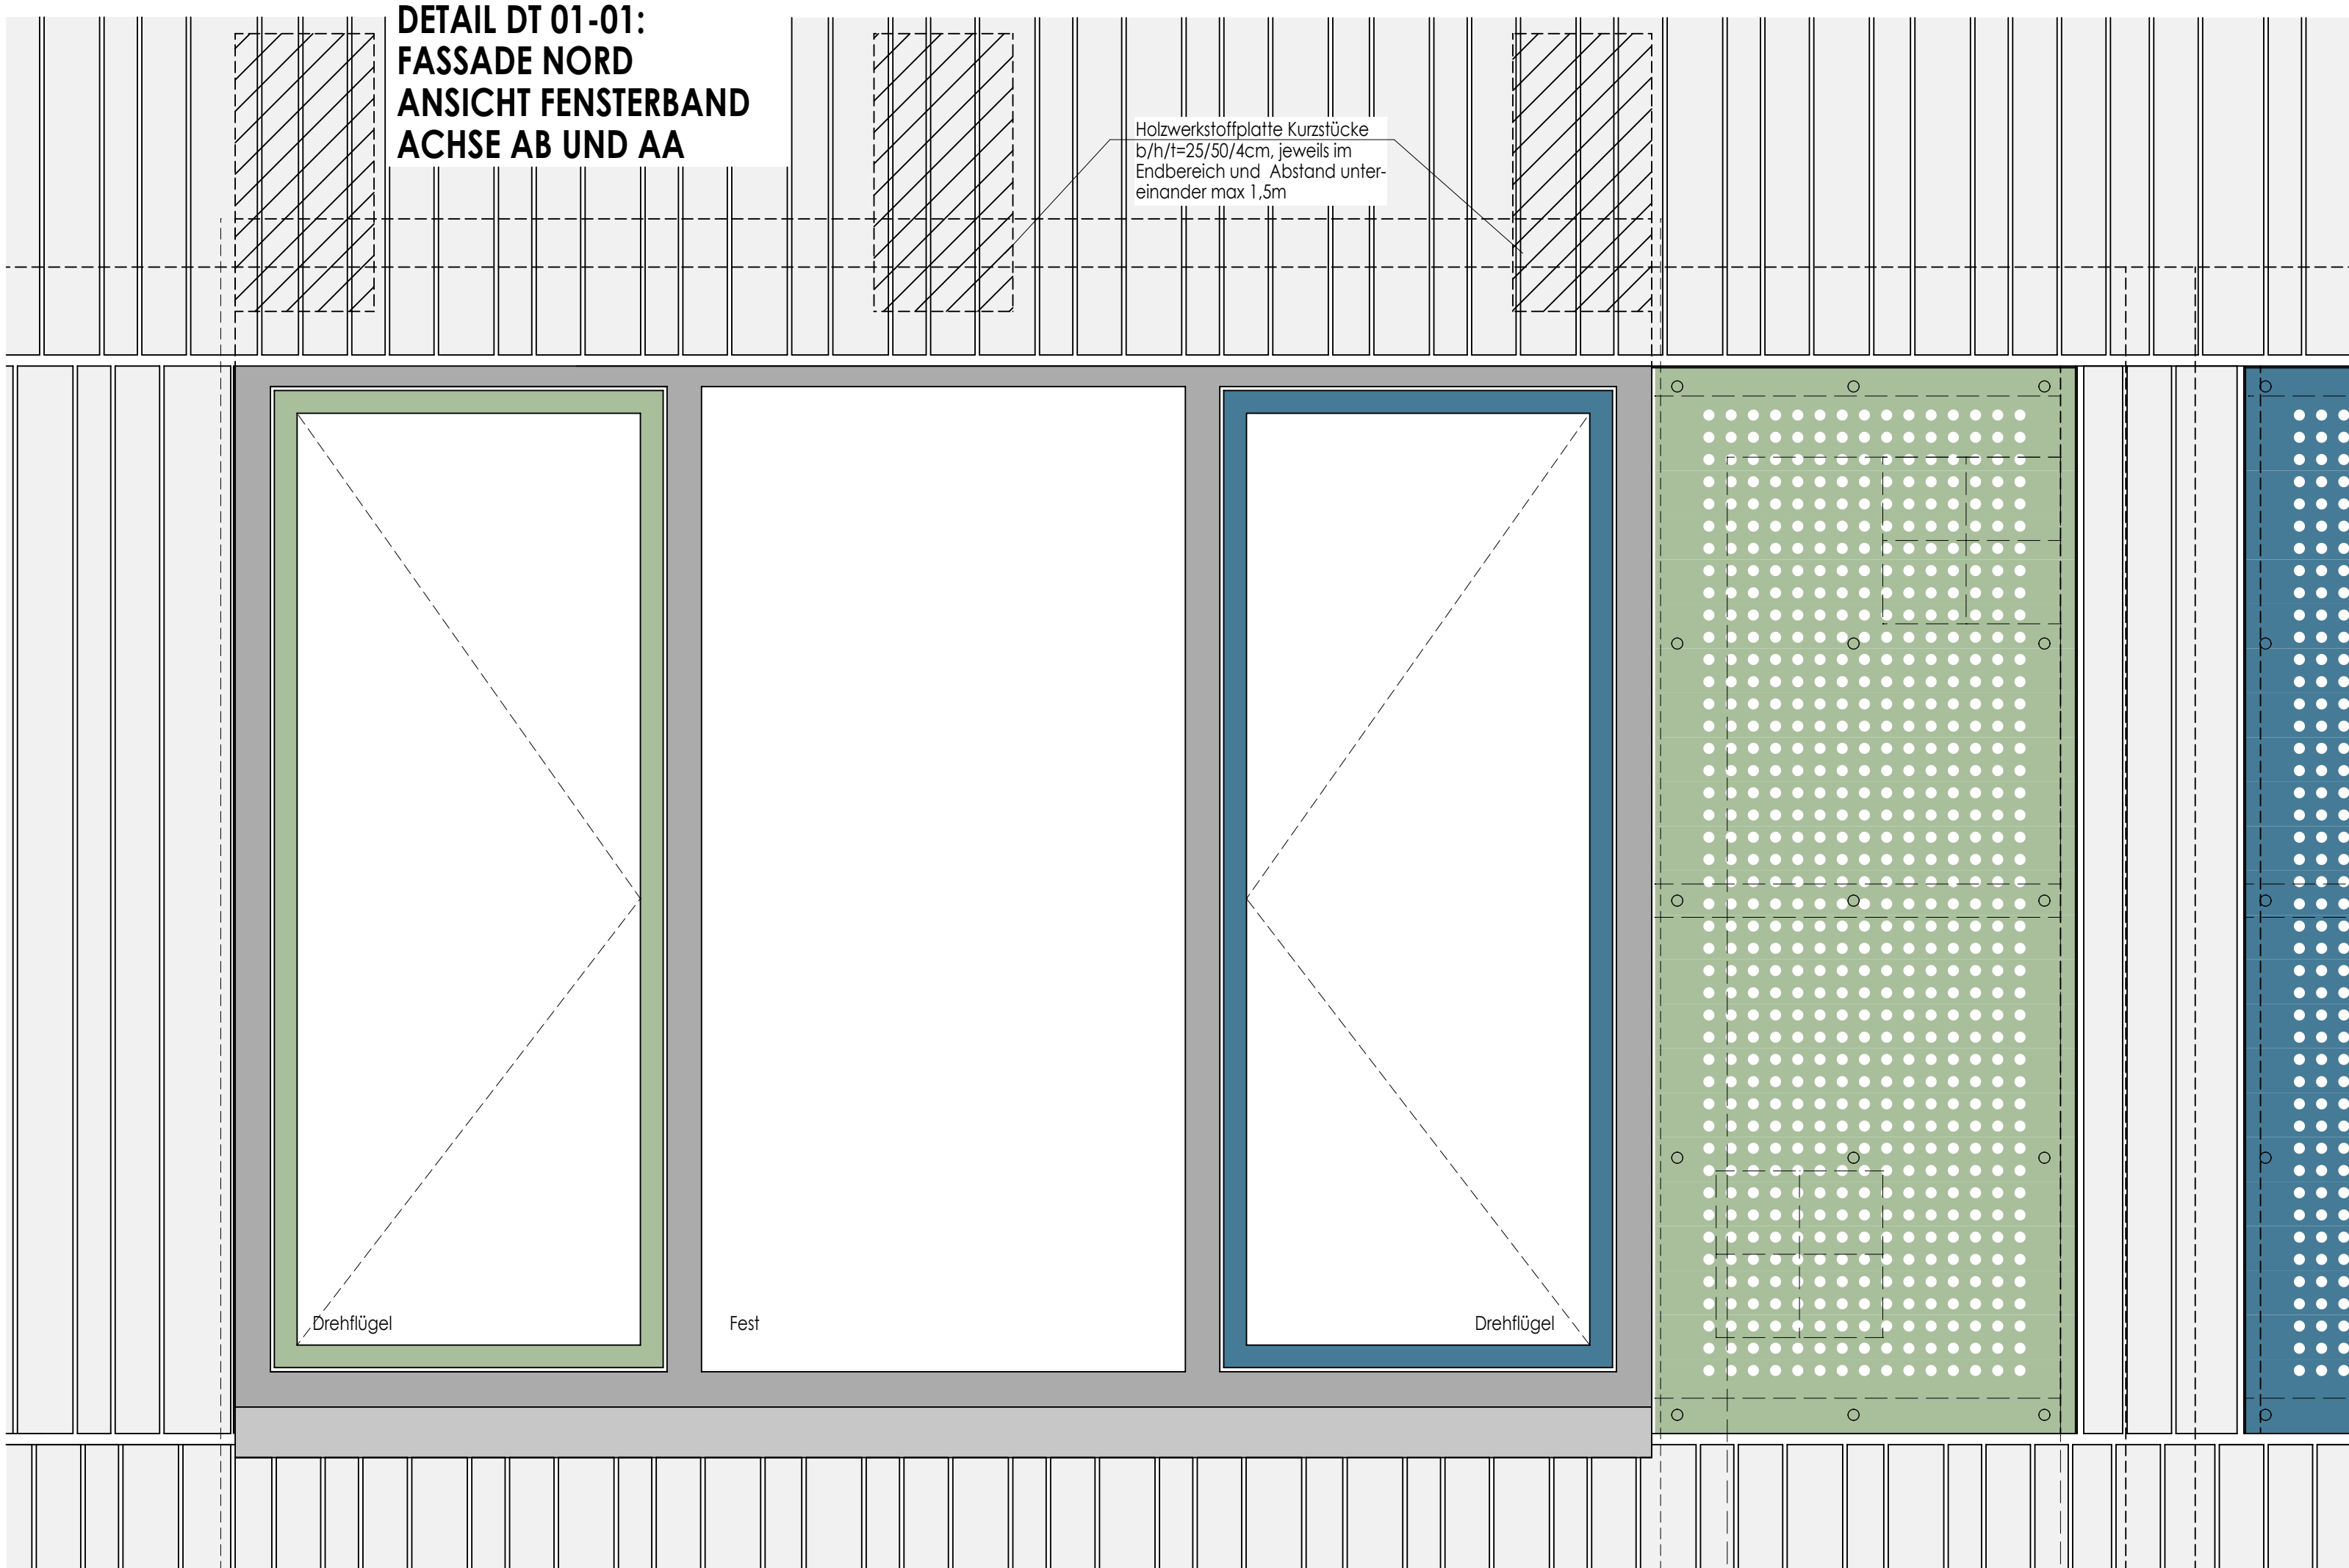 DETAIL DT 01-01:
FASSADE NORD
ANSICHT FENSTERBAND
ACHSE AB UND AA
Holzwerkstoffplatte Kurzstücke
b/h/t=25/50/4cm, jeweils im
Endbereich und Abstand unter-
einander max 1,5m
Drehflügel
Fest
Drehflügel